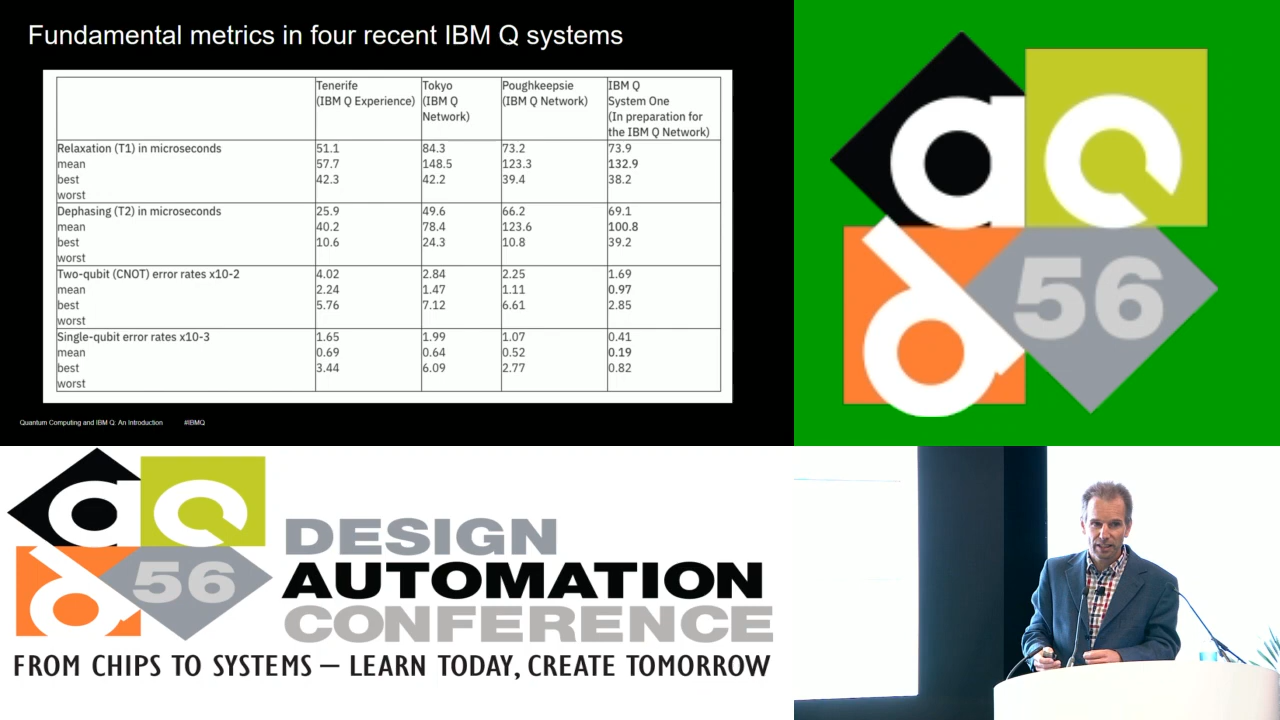 Fundamental metrics in four recent IBM Q systems
Tenerife
(IBM Q Experience)
Tokyo
(IBM Q
Network)
Poughkeepsie
(IBM Q Network)
IBM Q
System One
(In preparation for
the IBM Q Network)
Relaxation (T1) in microseconds
mean
best
worst
51.1
57.7
42.3
84.3
148.5
42.2
73.2
123.3
39.4
73.9
132.9
38.2
Dephasing (T2) in microseconds
mean
best
worst
25.9
40.2
10.6
49.6
78.4
24.3
66.2
123.6
10.8
69.1
100.8
39.2
Two-qubit (CNOT) error rates x10-2
mean
best
worst
4.02
2.24
5.76
2.84
1.47
7.12
2.25
1.11
6.61
1.69
0.97
2.85
Single-qubit error rates x10-3
mean
best
worst
1.65
0.69
3.44
1.99
0.64
6.09
1.07
0.52
2.77
0.41
0.19
0.82
Quantum Computing and IBM Q: An Introduction #IBMQ
dac
56
dac
56
DESIGN
AUTOMATION
CONFERENCE
FROM CHIPS TO SYSTEMS — LEARN TODAY, CREATE TOMORROW